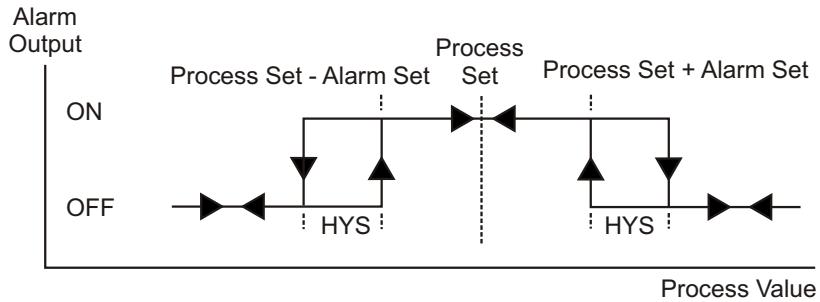 Alarm
Output
Process
Set
Process Set - Alarm Set
Process Set + Alarm Set
ON
OFF
HYS
HYS
Process Value